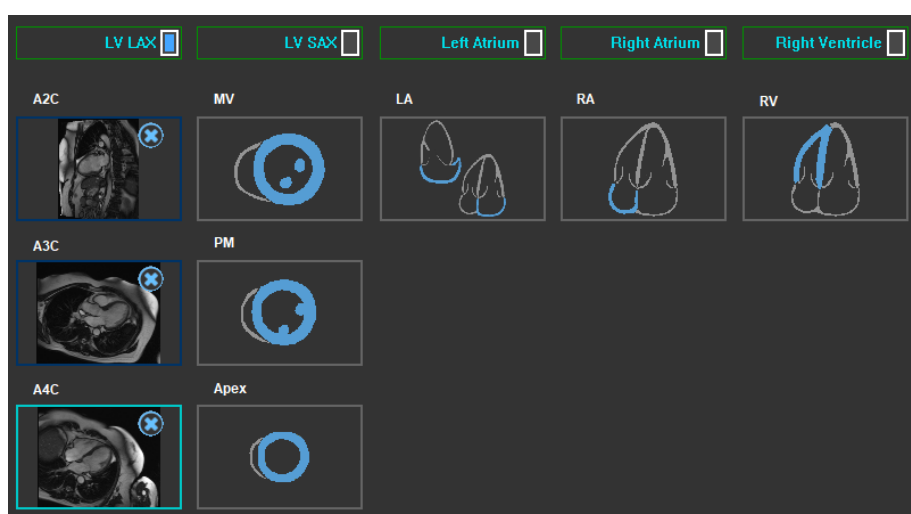 LV LAX LV SAX Left Atrium Right Atrium Right Ventricle
A2C MV LA RA RV
A3C PM
A4C Apex